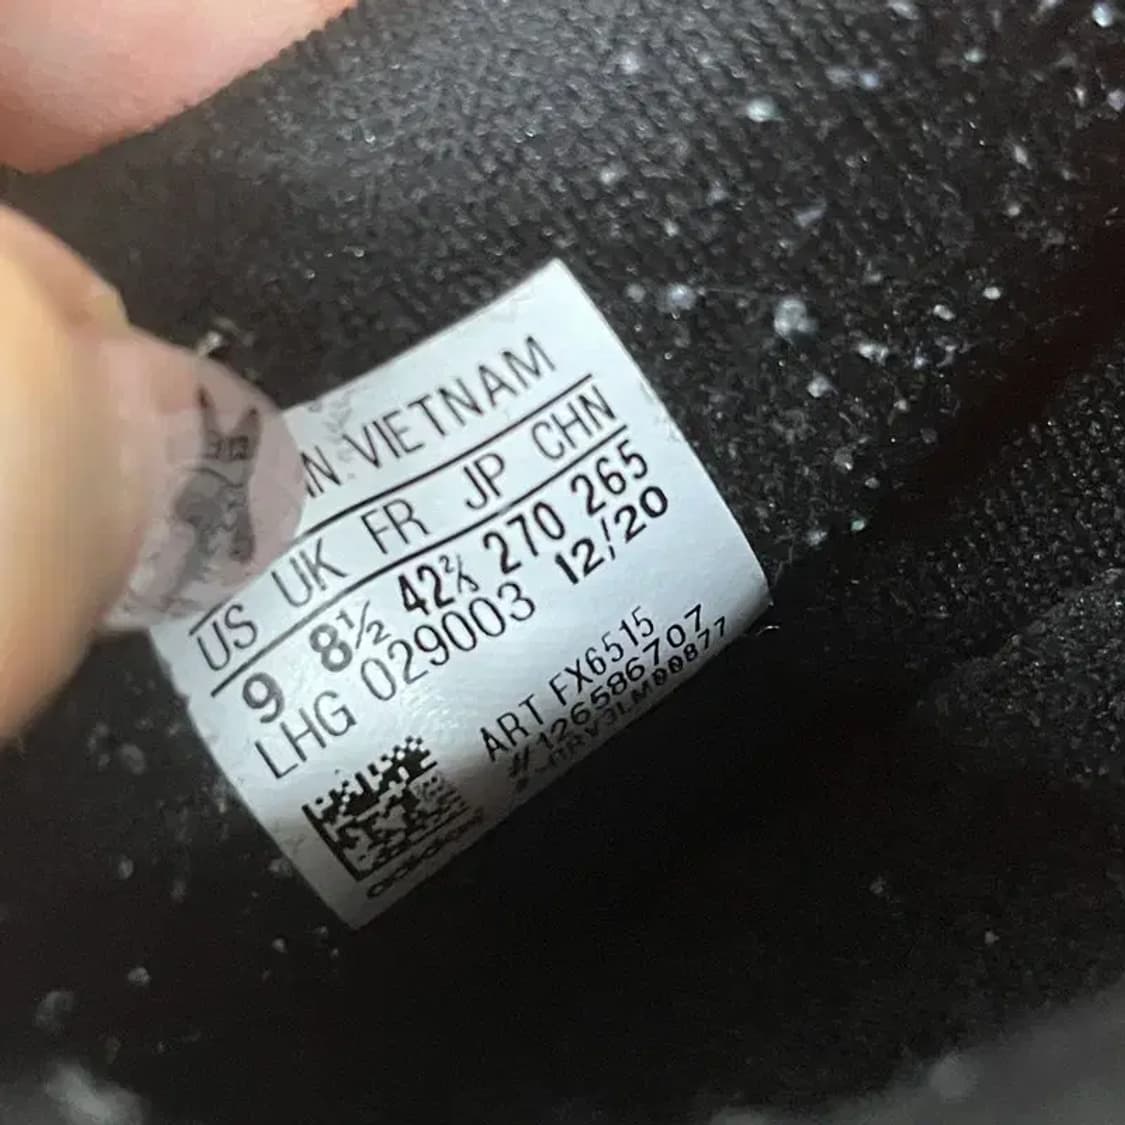 IN VIETNAM
US UK FR JP CHN
9 8½ 42⅔ 270 265
LHG 029003 12/20
ART FX6515
#126586707